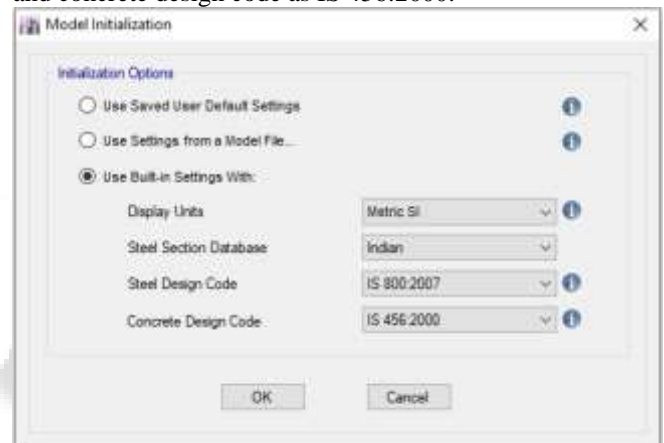 and concrete design code as IS 456:2000.
Model Initialization
Initialization Options
Use Saved User Default Settings
Use Settings from a Model File...
Use Built-in Settings With:
Display Units
Metric SI
Steel Section Database
Indian
Steel Design Code
IS 800:2007
Concrete Design Code
IS 456:2000
OK
Cancel